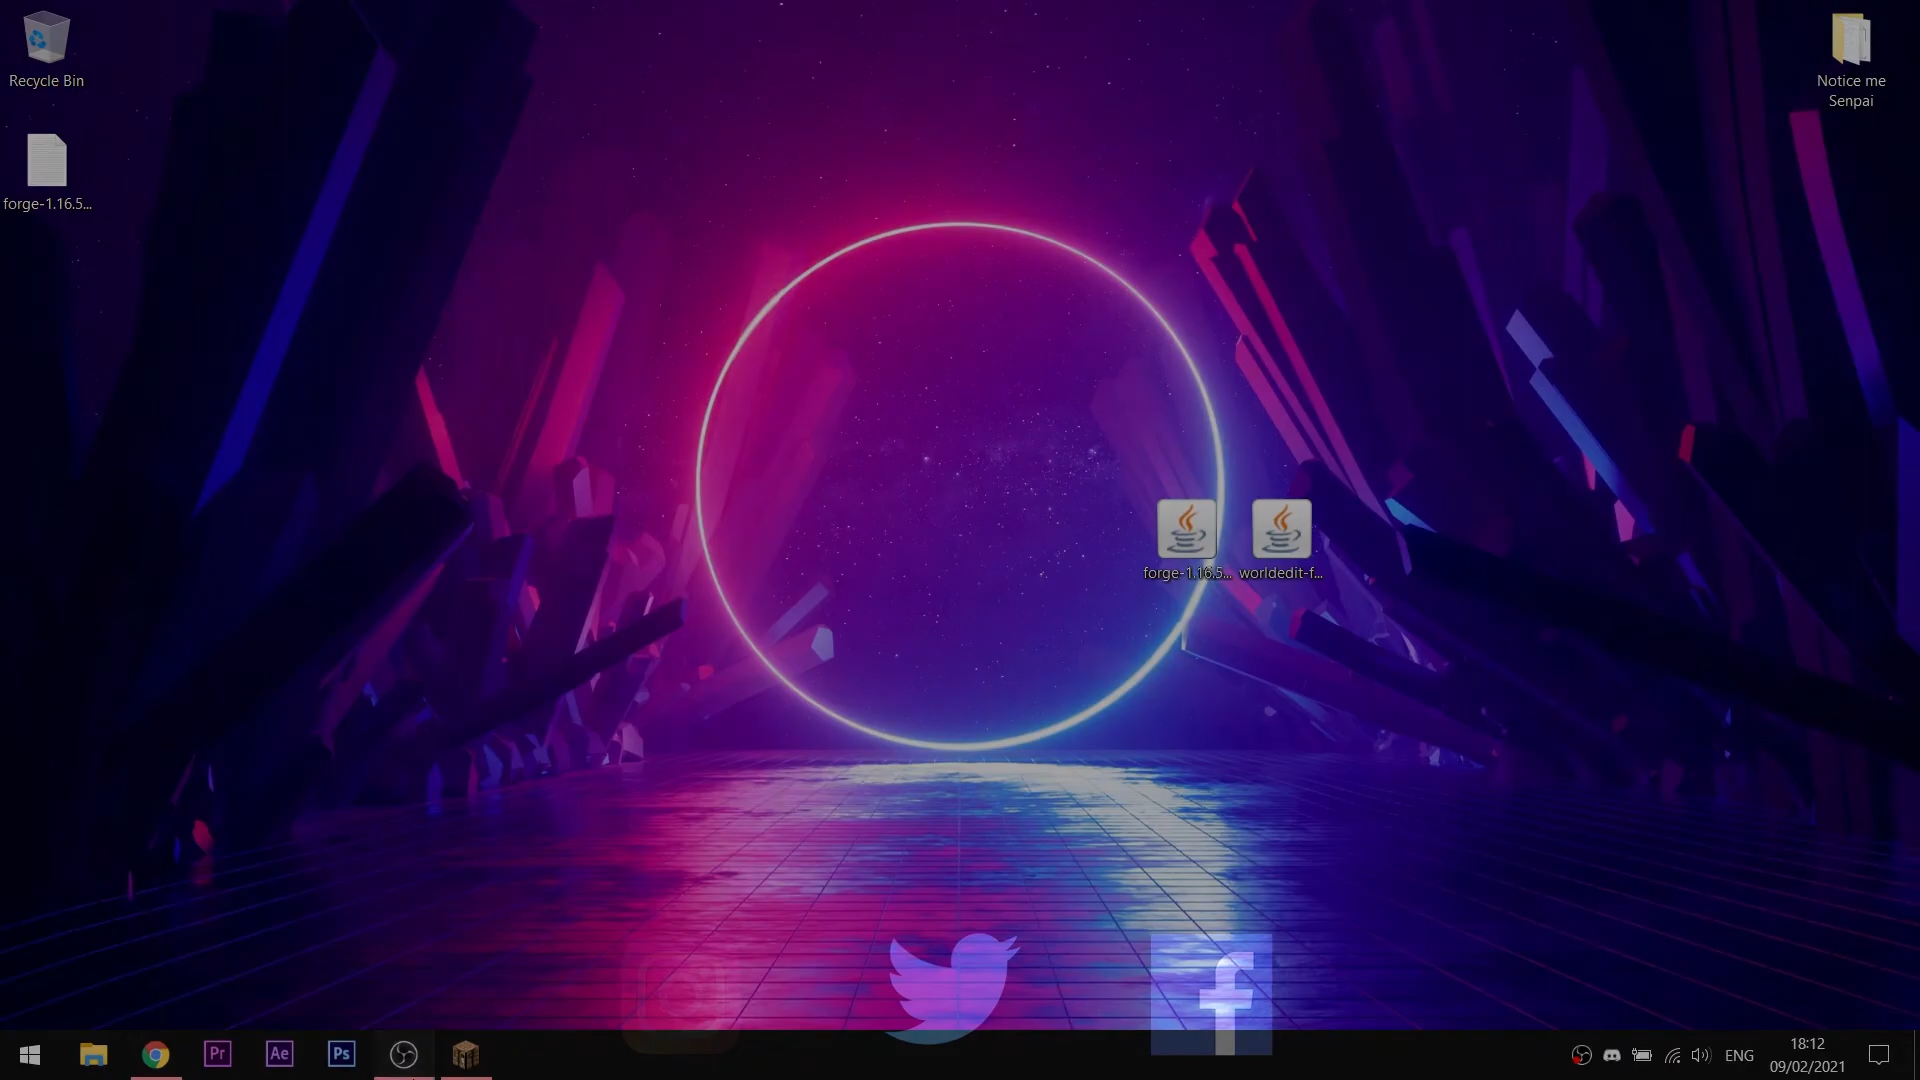 Recycle Bin
Notice me
Senpai
forge-1.16.5...
forge-1.16.5...
worldedit-f...
Pr
Ae
Ps
ENG
18:12
09/02/2021